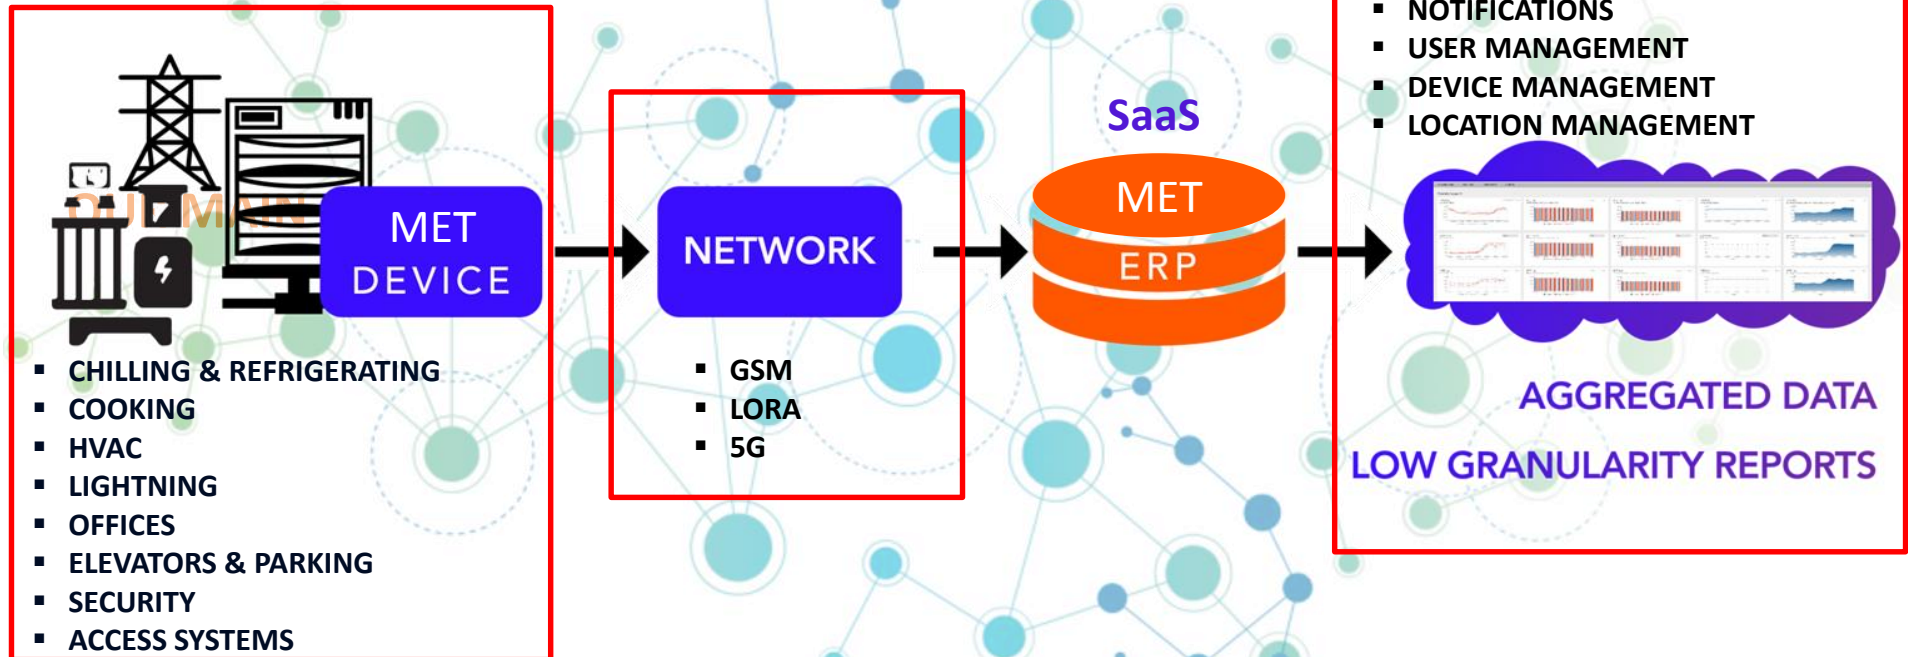 MET
DEVICE
CHILLING & REFRIGERATING
COOKING
HVAC
LIGHTNING
OFFICES
ELEVATORS & PARKING
SECURITY
ACCESS SYSTEMS
NETWORK
GSM
LORA
5G
SaaS
MET
ERP
NOTIFICATIONS
USER MANAGEMENT
DEVICE MANAGEMENT
LOCATION MANAGEMENT
AGGREGATED DATA
LOW GRANULARITY REPORTS